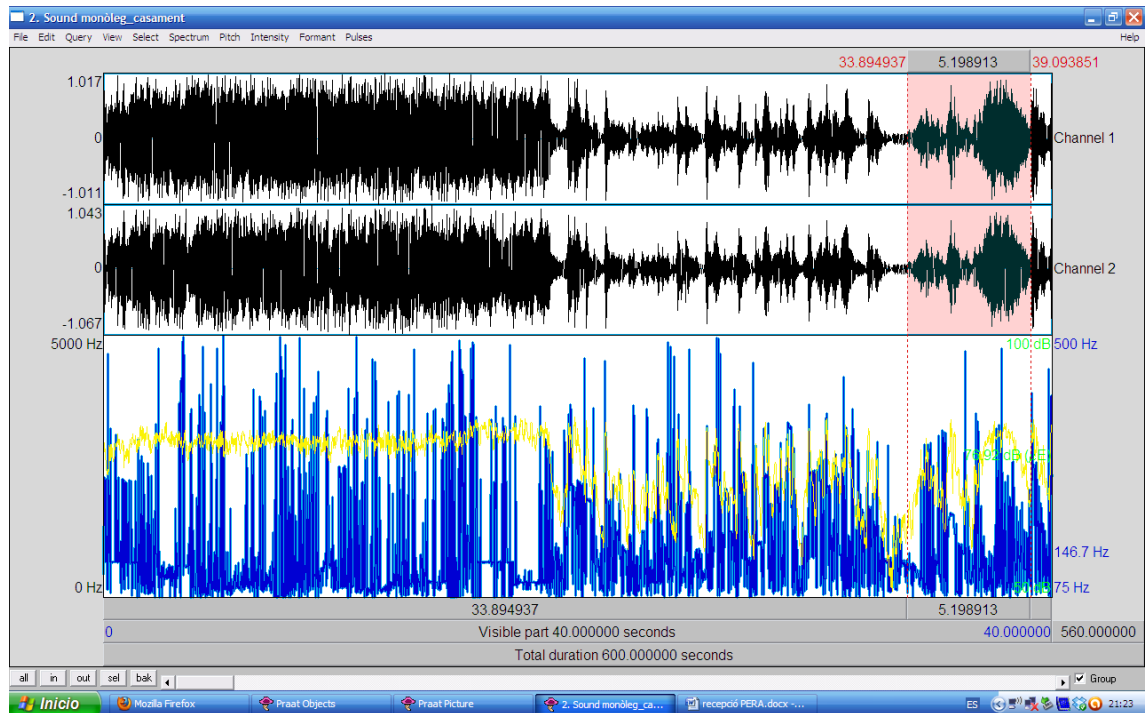 2. Sound monòleg_casament
File Edit Query View Select Spectrum Pitch Intensity Formant Pulses Help
33.894937 5.198913 39.093851
1.017
0 Channel 1
-1.011
1.043
0 Channel 2
-1.067
5000 Hz 100 dB 500 Hz
146.7 Hz
0 Hz 75 Hz
33.894937 5.198913
0 Visible part 40.000000 seconds 40.000000 560.000000
Total duration 600.000000 seconds
all in out sel bak Group
Inicio Mozilla Firefox Praat Objects Praat Picture 2. Sound monòleg_ca... recepció PERA.docx -... ES 21:23